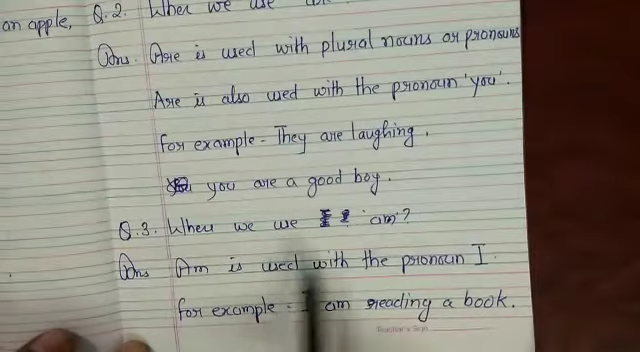 an apple.
Q.2. When we use
Ans. Are is used with plural nouns or pronouns
Are is also used with the pronoun 'you'.
for example - They are laughing.
you are a good boy.
Q.3. When we use 'am'?
Ans Am is used with the pronoun I.
for example - I am reading a book.
Teacher's Sign